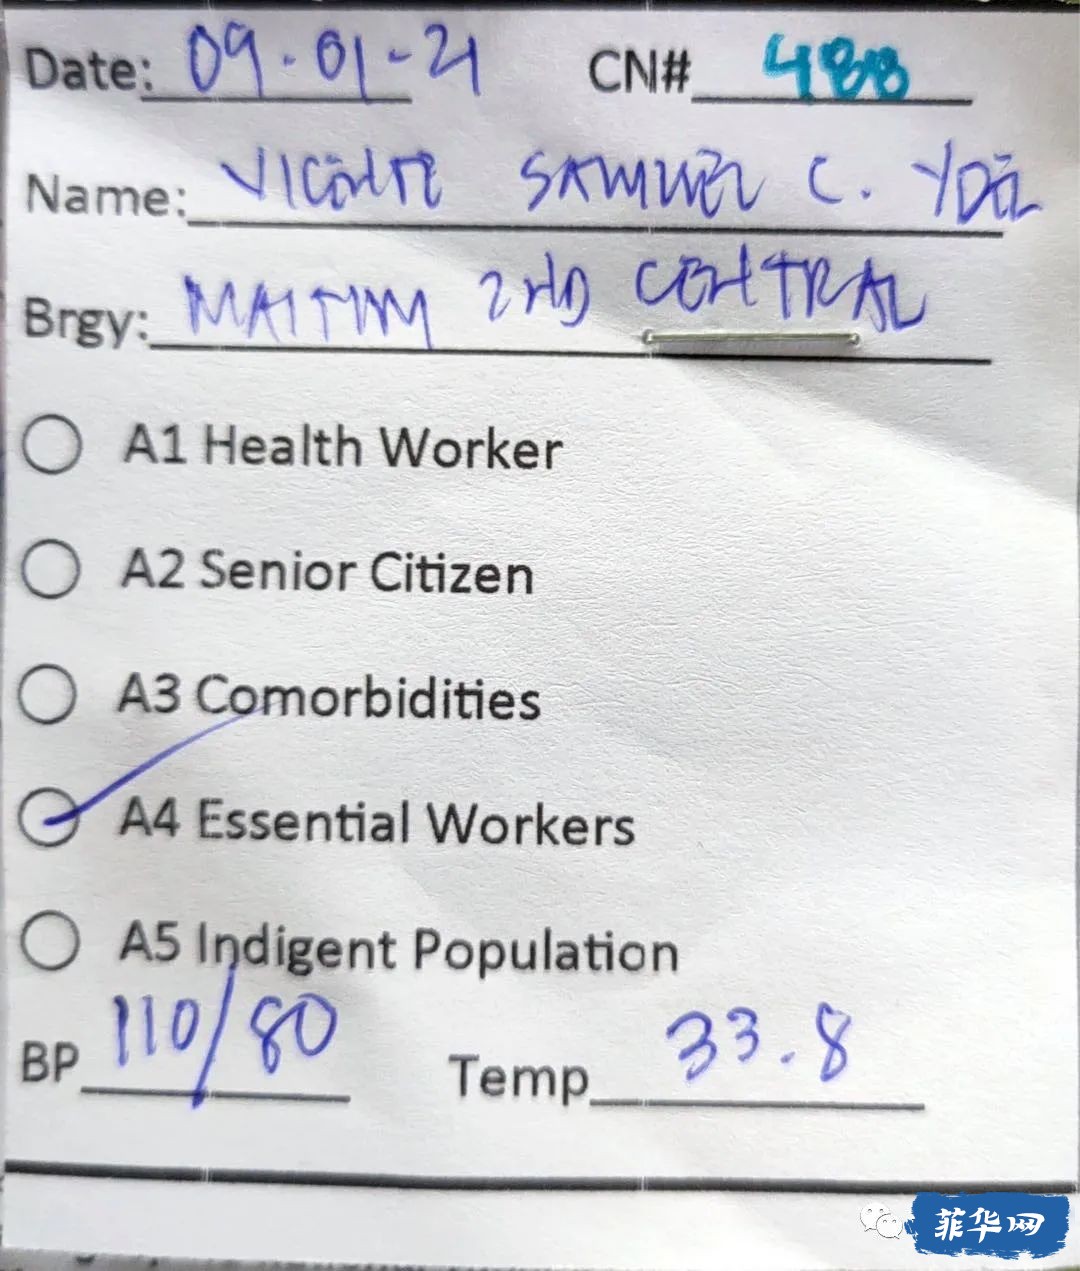 Date: 09-01-21 CN# 488
Name: VICENTE SAMUEL C. YDEL
Brgy: MAITIM 2ND CENTRAL
A1 Health Worker
A2 Senior Citizen
A3 Comorbidities
A4 Essential Workers
A5 Indigent Population
BP 110/80 Temp 33.8
菲华网